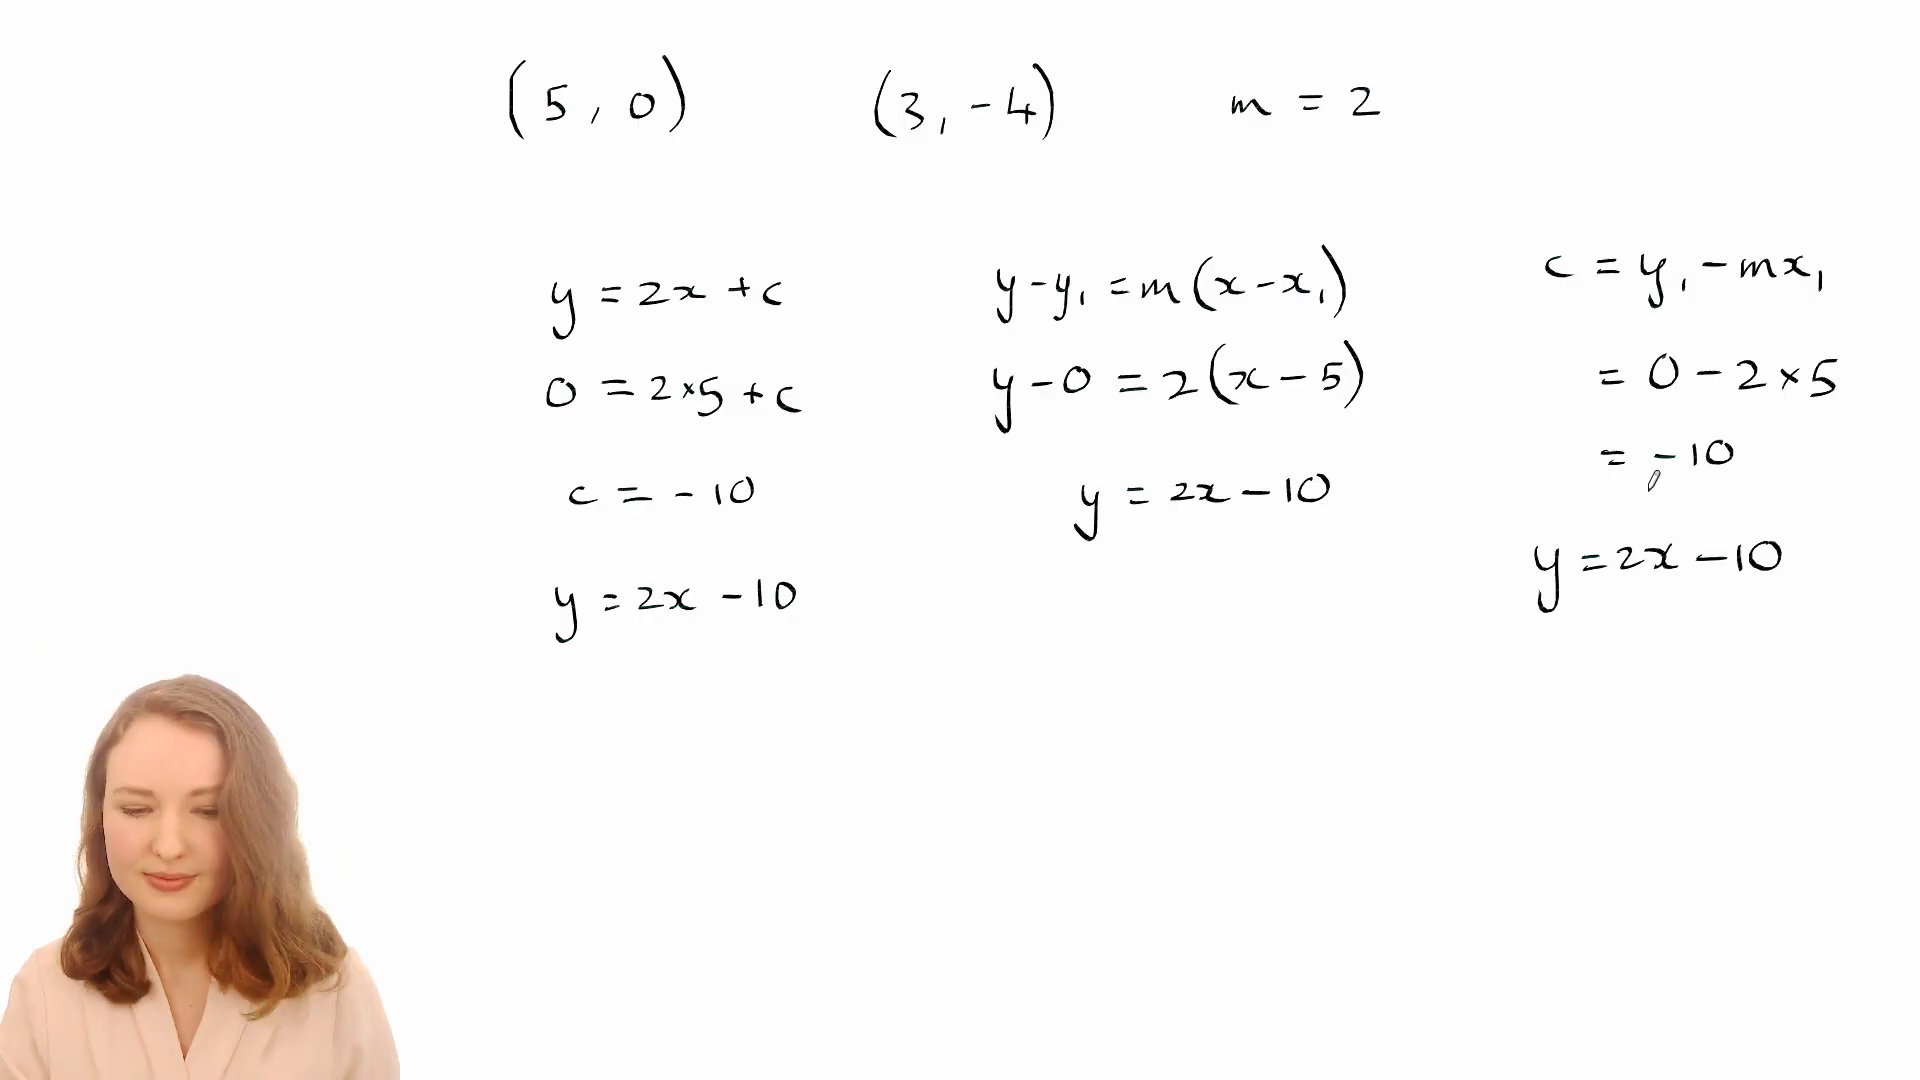 (5, 0) (3, -4) m = 2
y = 2x + c
0 = 2×5 + c
c = -10
y = 2x - 10
y - y₁ = m(x - x₁)
y - 0 = 2(x - 5)
y = 2x - 10
c = y₁ - mx₁
= 0 - 2×5
= -10
y = 2x - 10